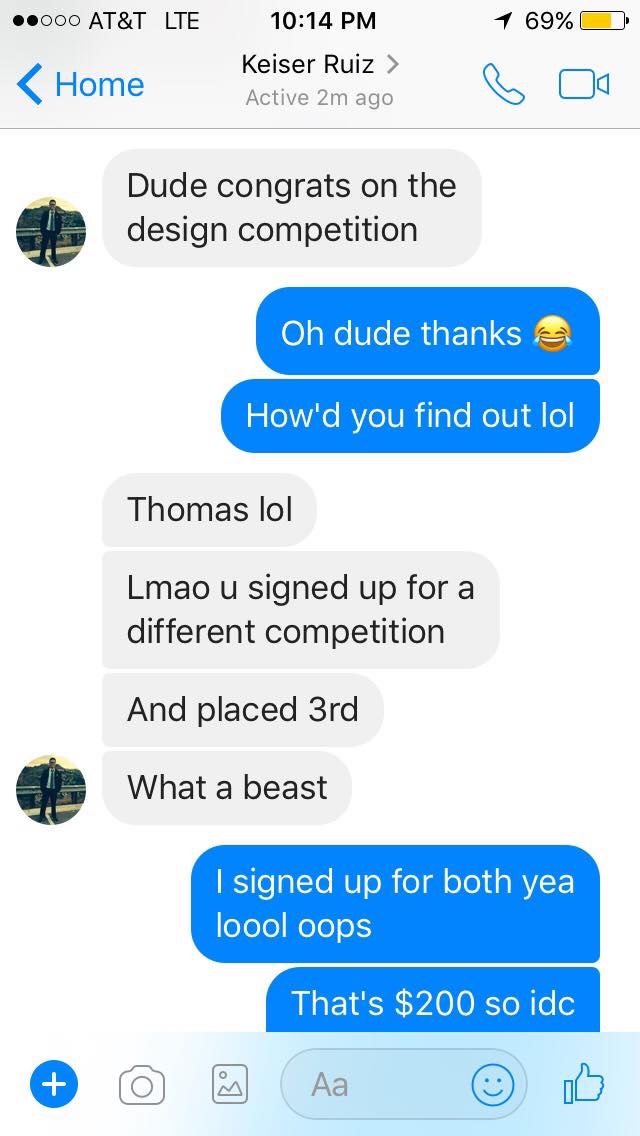 AT&T LTE 10:14 PM 69%
Home
Keiser Ruiz
Active 2m ago
Dude congrats on the
design competition
Oh dude thanks 😂
How'd you find out lol
Thomas lol
Lmao u signed up for a
different competition
And placed 3rd
What a beast
I signed up for both yea
loool oops
That's $200 so idc
Aa